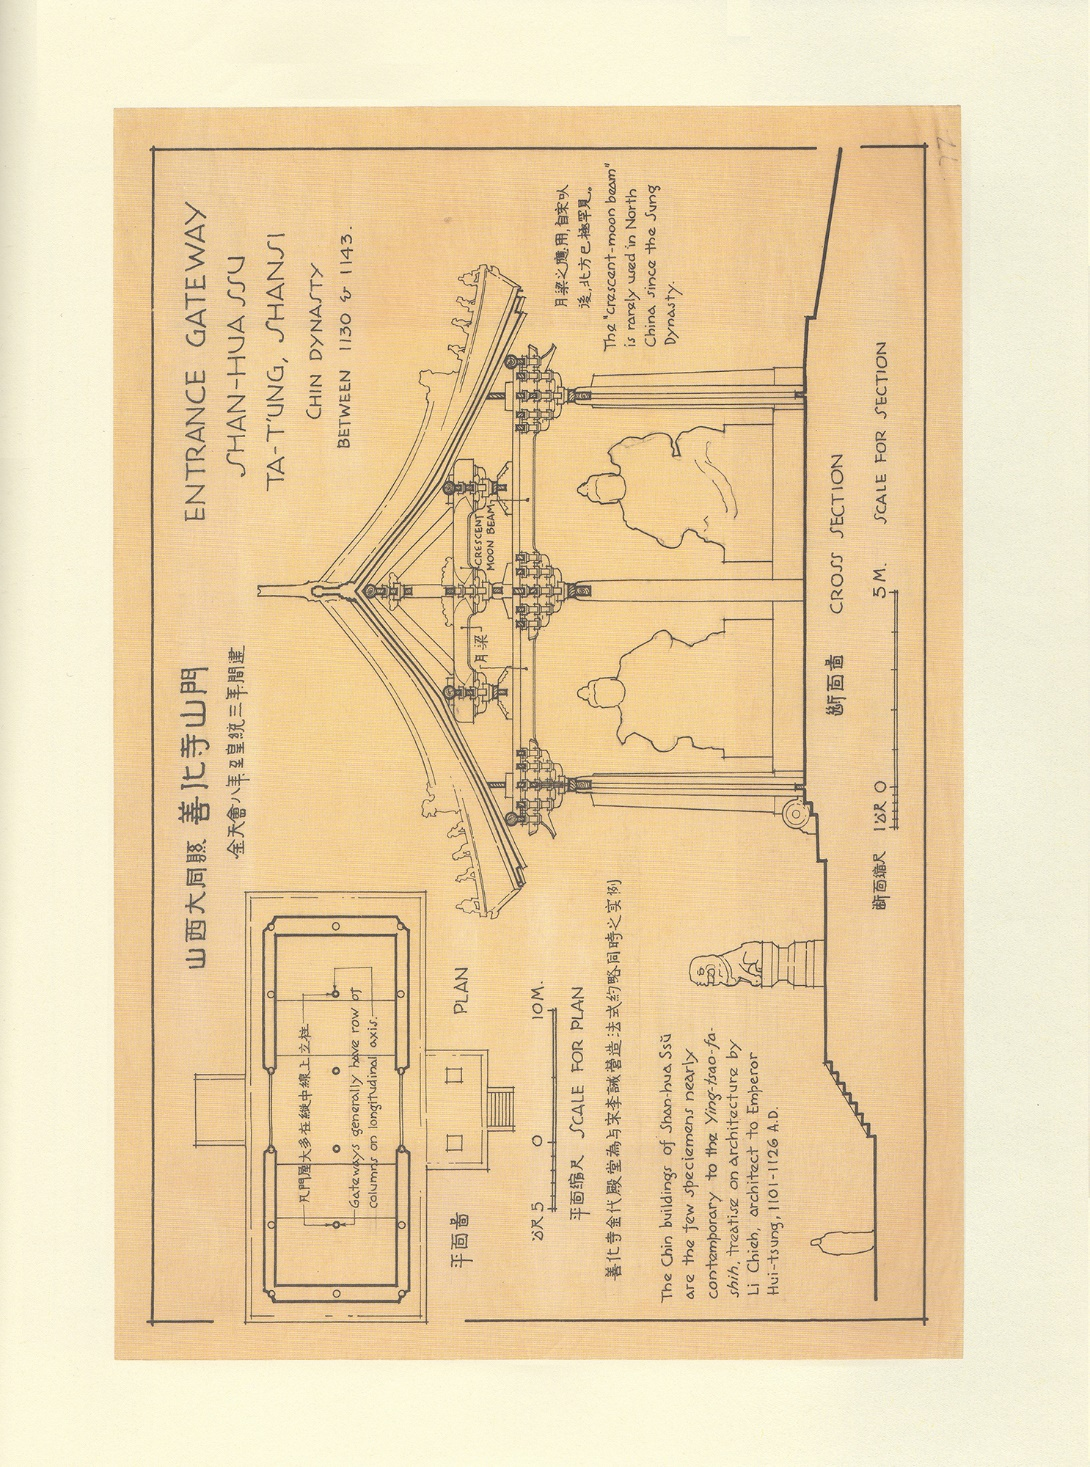 山西大同縣 善化寺山門
金天會八年至皇統三年間建
ENTRANCE GATEWAY
SHAN-HUA SSU
TA-T'UNG, SHANSI
CHIN DYNASTY
BETWEEN 1130 & 1143.
凡門屋大多在縱中線上立柱
Gateways generally have row of
columns on longitudinal axis.
平面圖 PLAN
公尺 5 0 10M.
平面縮尺 SCALE FOR PLAN
善化寺金代殿堂為与宋李誡營造法式約略同時之实例
The Chin buildings of Shan-hua Ssŭ
are the few speciemens nearly
contemporary to the Ying-tsao-fa-
shih, treatise on architecture by
Li Chieh, architect to Emperor
Hui-tsung, 1101-1126 A.D.
月梁
CRESCENT
MOON BEAM
月梁之應用,自宋以
後,北方已極罕見。
The "crescent-moon beam"
is rarely used in North
China since the Sung
Dynasty.
断面圖 CROSS SECTION
断面縮尺 1公尺 0 5M. SCALE FOR SECTION
77